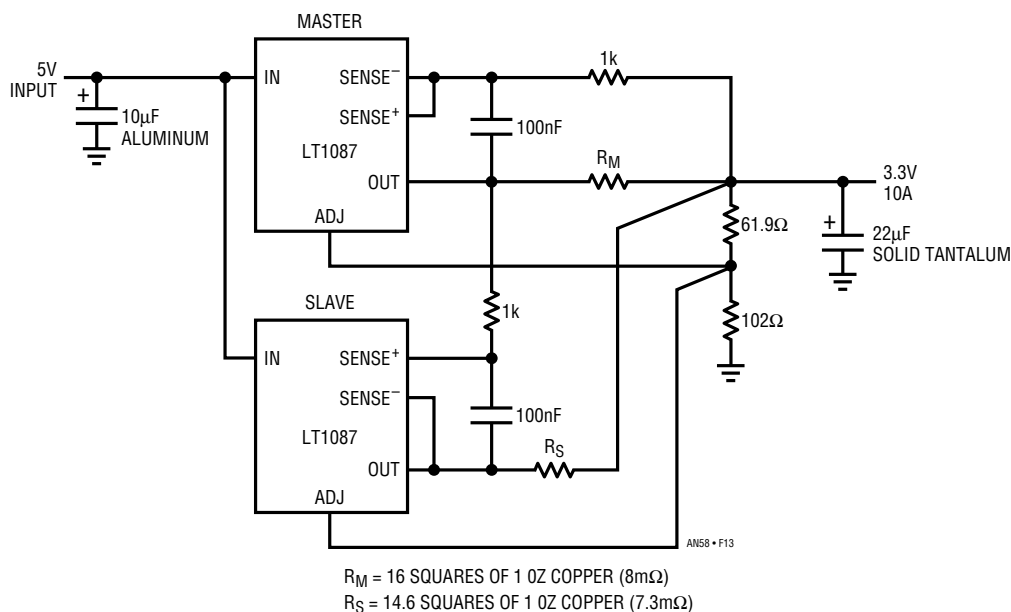 MASTER
5V
INPUT
+
10µF
ALUMINUM
IN
SENSE⁻
SENSE⁺
LT1087
OUT
ADJ
1k
100nF
R_M
3.3V
10A
61.9Ω
+
22µF
SOLID TANTALUM
102Ω
1k
SLAVE
IN
SENSE⁺
SENSE⁻
LT1087
OUT
ADJ
100nF
R_S
AN58 • F13
R_M = 16 SQUARES OF 1 0Z COPPER (8mΩ)
R_S = 14.6 SQUARES OF 1 0Z COPPER (7.3mΩ)